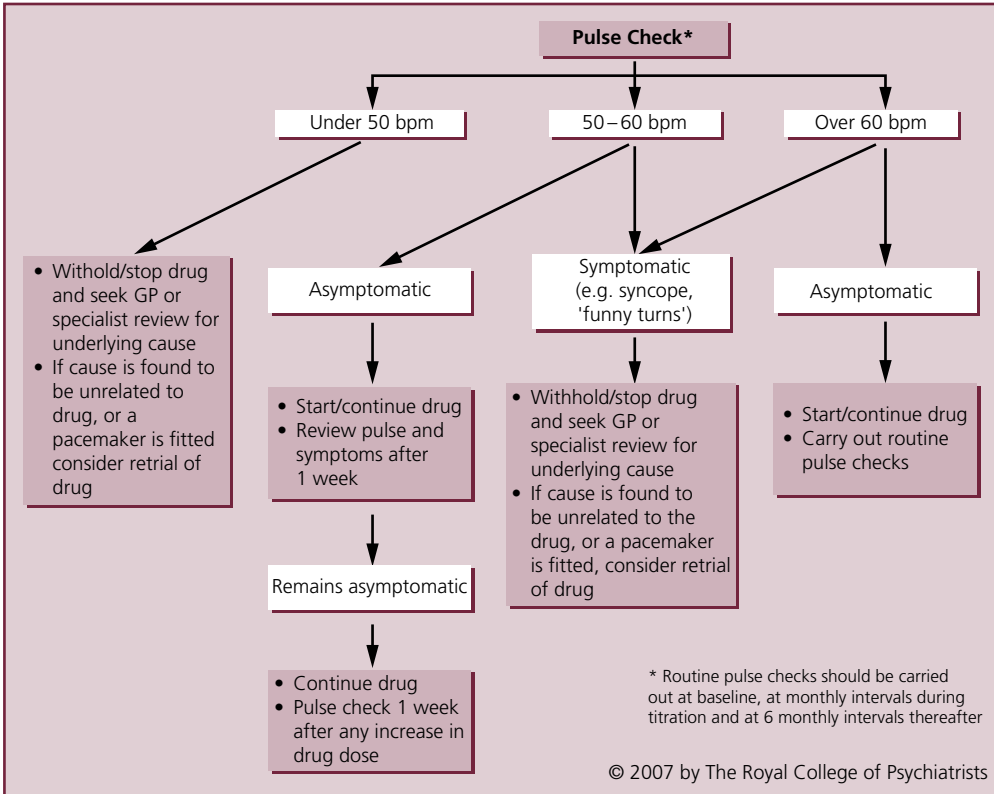 Pulse Check*
Under 50 bpm
50–60 bpm
Over 60 bpm
• Withold/stop drug
and seek GP or
specialist review for
underlying cause
• If cause is found to
be unrelated to
drug, or a
pacemaker is fitted
consider retrial of
drug
Asymptomatic
Symptomatic
(e.g. syncope,
'funny turns')
Asymptomatic
• Start/continue drug
• Review pulse and
symptoms after
1 week
• Withhold/stop drug
and seek GP or
specialist review for
underlying cause
• If cause is found to
be unrelated to the
drug, or a pacemaker
is fitted, consider retrial
of drug
• Start/continue drug
• Carry out routine
pulse checks
Remains asymptomatic
• Continue drug
• Pulse check 1 week
after any increase in
drug dose
* Routine pulse checks should be carried
out at baseline, at monthly intervals during
titration and at 6 monthly intervals thereafter
© 2007 by The Royal College of Psychiatrists